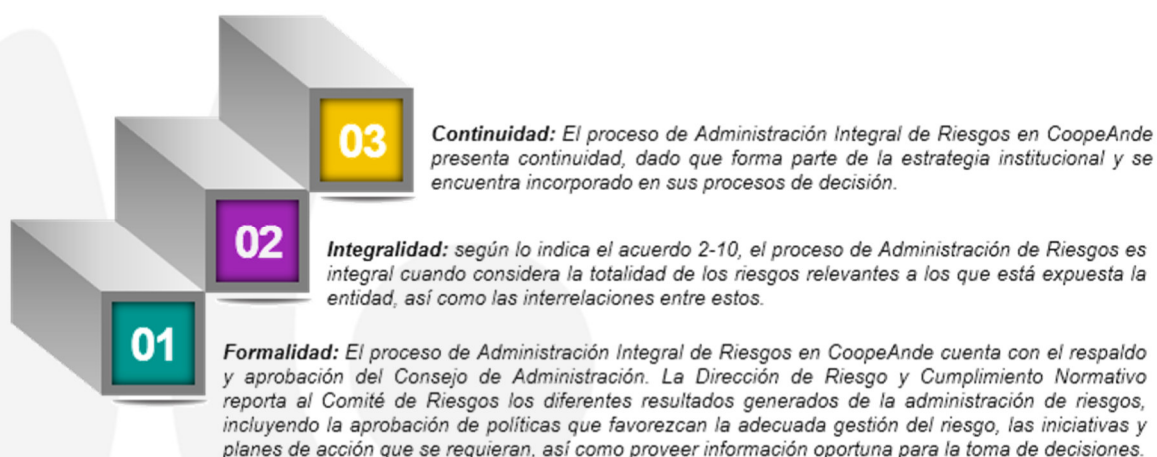 03
Continuidad: El proceso de Administración Integral de Riesgos en CoopeAnde
presenta continuidad, dado que forma parte de la estrategia institucional y se
encuentra incorporado en sus procesos de decisión.
02
Integralidad: según lo indica el acuerdo 2-10, el proceso de Administración de Riesgos es
integral cuando considera la totalidad de los riesgos relevantes a los que está expuesta la
entidad, así como las interrelaciones entre estos.
01
Formalidad: El proceso de Administración Integral de Riesgos en CoopeAnde cuenta con el respaldo
y aprobación del Consejo de Administración. La Dirección de Riesgo y Cumplimiento Normativo
reporta al Comité de Riesgos los diferentes resultados generados de la administración de riesgos,
incluyendo la aprobación de políticas que favorezcan la adecuada gestión del riesgo, las iniciativas y
planes de acción que se requieran, así como proveer información oportuna para la toma de decisiones.